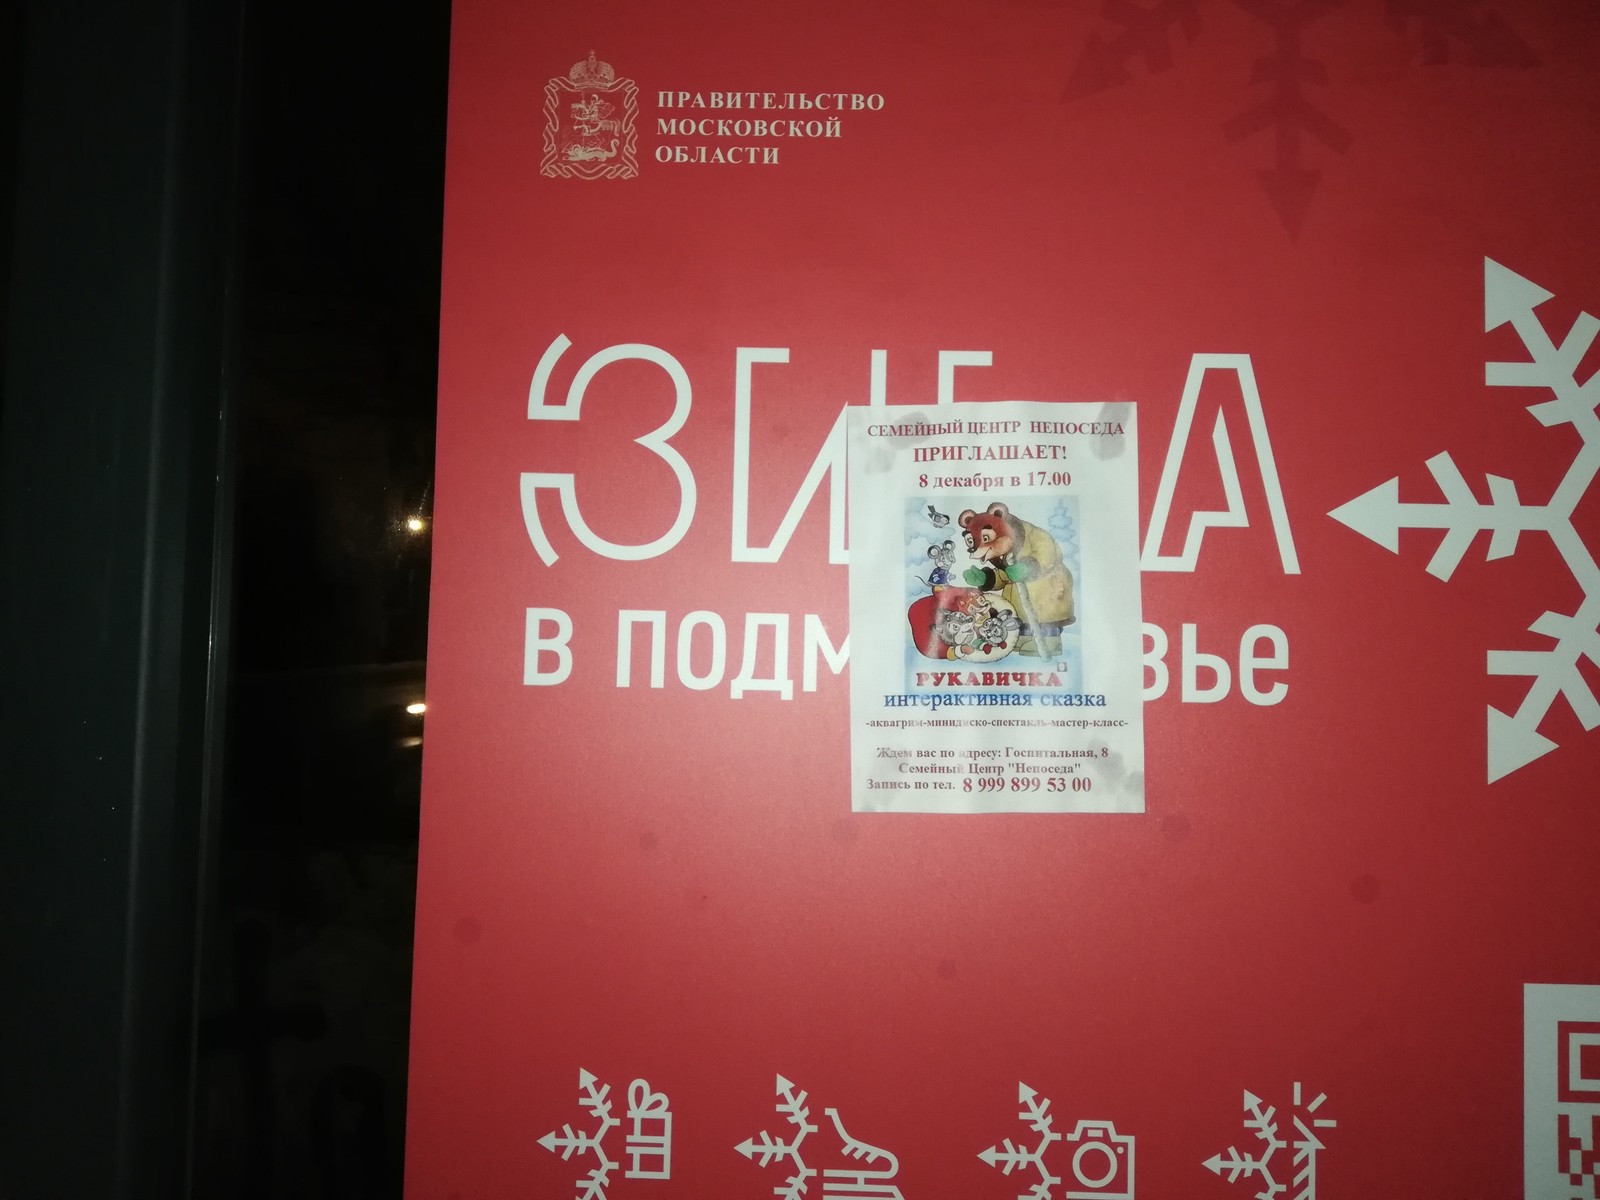 ПРАВИТЕЛЬСТВО
МОСКОВСКОЙ
ОБЛАСТИ
ЗИ А
В ПОДМ ВЬЕ
СЕМЕЙНЫЙ ЦЕНТР НЕПОСЕДА
ПРИГЛАШАЕТ!
8 декабря в 17.00
РУКАВИЧКА
интерактивная сказка
-аквагрим-минидиско-спектакль-мастер-класс-
Ждем вас по адресу: Госпитальная, 8
Семейный Центр "Непоседа"
Запись по тел. 8 999 899 53 00